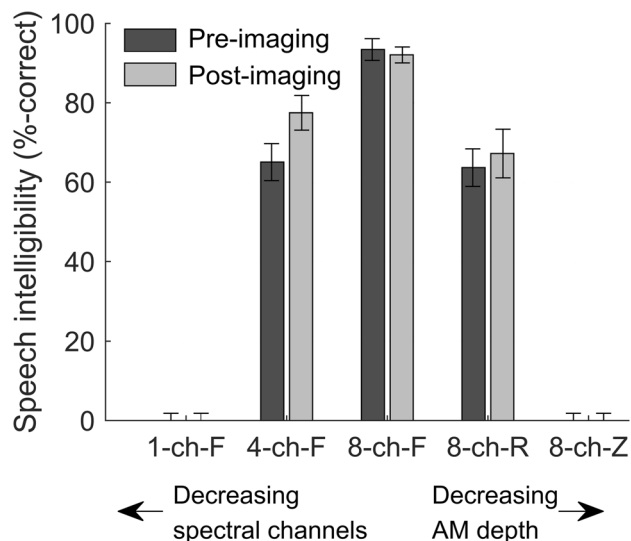 Speech intelligibility (%-correct)
100
80
60
40
20
0
Pre-imaging
Post-imaging
1-ch-F 4-ch-F 8-ch-F 8-ch-R 8-ch-Z
Decreasing
spectral channels
Decreasing
AM depth